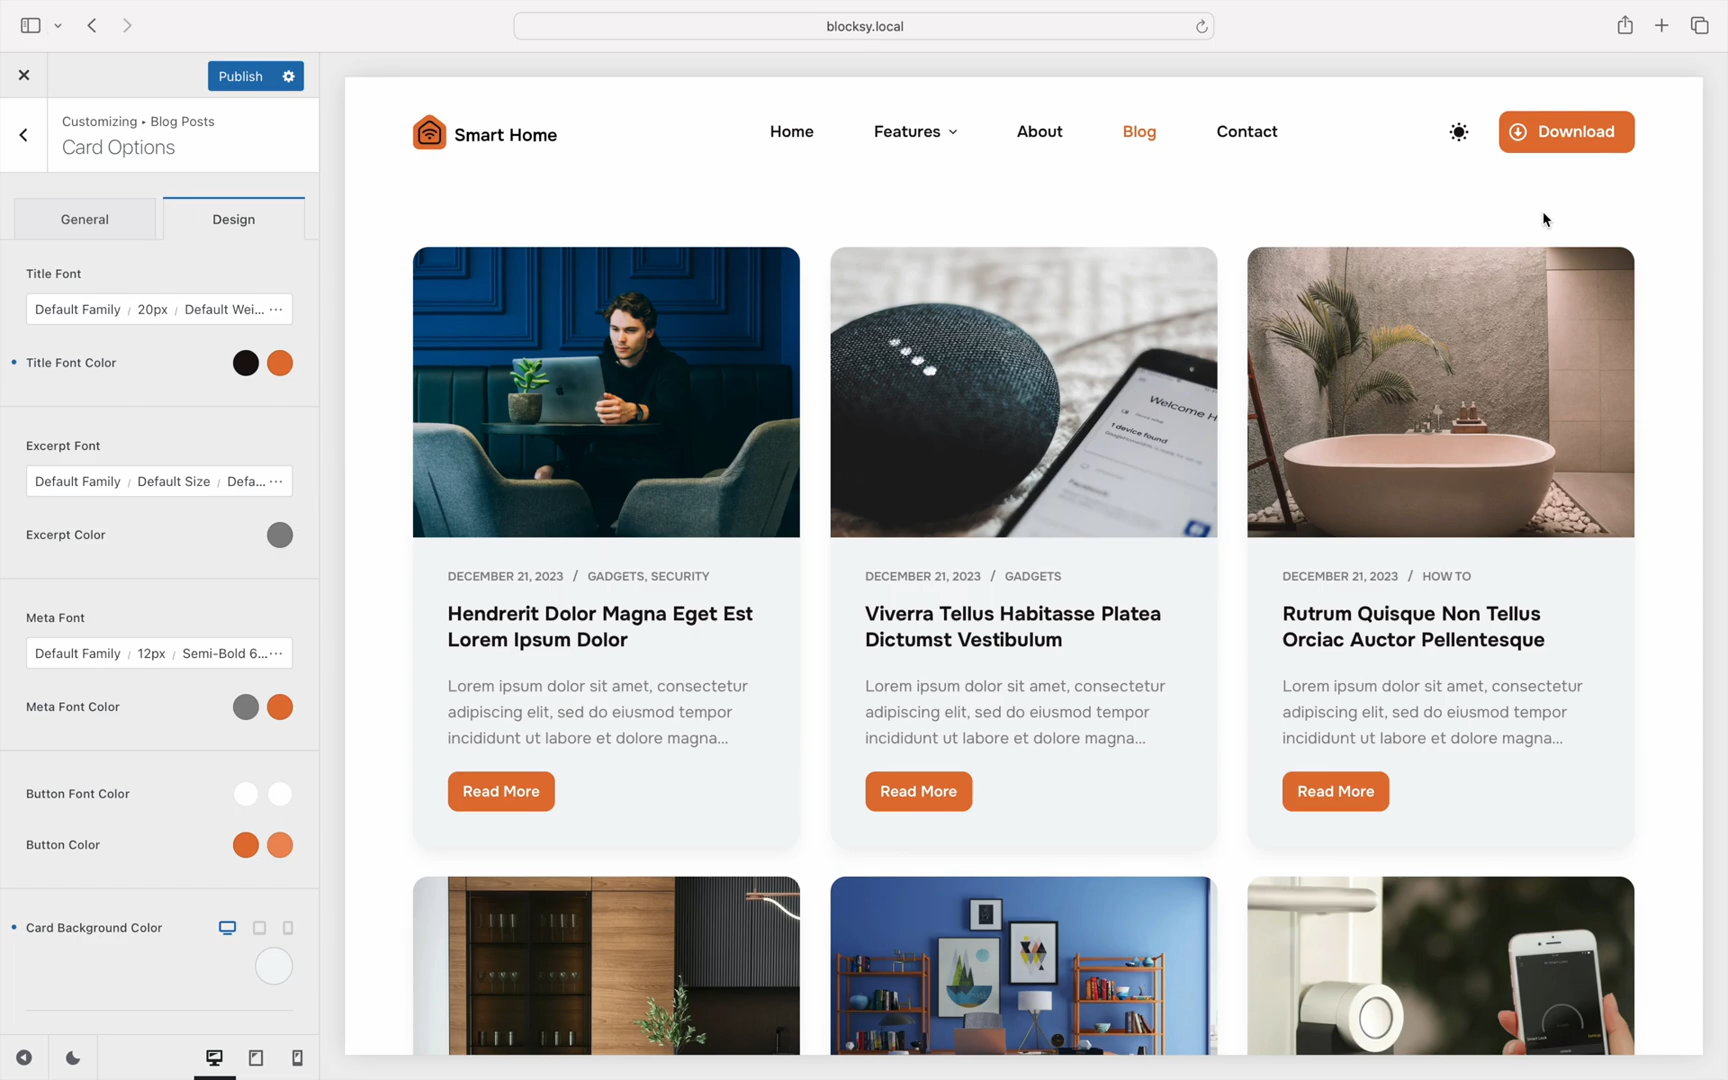 blocksy.local
Publish
Customizing ▸ Blog Posts
Card Options
General
Design
Title Font
Default Family / 20px / Default Wei... ···
Title Font Color
Excerpt Font
Default Family / Default Size / Defa... ···
Excerpt Color
Meta Font
Default Family / 12px / Semi-Bold 6... ···
Meta Font Color
Button Font Color
Button Color
Card Background Color
Smart Home
Home
Features
About
Blog
Contact
Download
Welcome H
1 device found
DECEMBER 21, 2023 / GADGETS, SECURITY
Hendrerit Dolor Magna Eget Est
Lorem Ipsum Dolor
Lorem ipsum dolor sit amet, consectetur
adipiscing elit, sed do eiusmod tempor
incididunt ut labore et dolore magna...
Read More
DECEMBER 21, 2023 / GADGETS
Viverra Tellus Habitasse Platea
Dictumst Vestibulum
Lorem ipsum dolor sit amet, consectetur
adipiscing elit, sed do eiusmod tempor
incididunt ut labore et dolore magna...
Read More
DECEMBER 21, 2023 / HOW TO
Rutrum Quisque Non Tellus
Orciac Auctor Pellentesque
Lorem ipsum dolor sit amet, consectetur
adipiscing elit, sed do eiusmod tempor
incididunt ut labore et dolore magna...
Read More